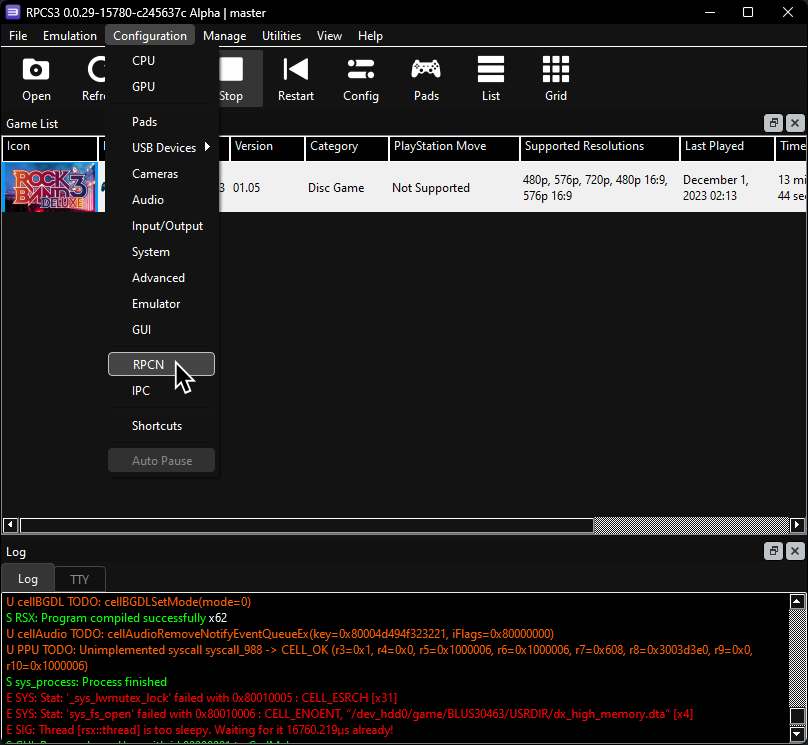 RPCS3 0.0.29-15780-c245637c Alpha | master
File Emulation Configuration Manage Utilities View Help
CPU
GPU
Pads
USB Devices
Cameras
Audio
Input/Output
System
Advanced
Emulator
GUI
RPCN
IPC
Shortcuts
Auto Pause
Open Refr Stop Restart Config Pads List Grid
Game List
Icon Version Category PlayStation Move Supported Resolutions Last Played Time
ROCK BAND 3 DELUXE 3 01.05 Disc Game Not Supported 480p, 576p, 720p, 480p 16:9, December 1, 13 mi
576p 16:9 2023 02:13 44 sec
Log
Log TTY
U cellBGDL TODO: cellBGDLSetMode(mode=0)
S RSX: Program compiled successfully x62
U cellAudio TODO: cellAudioRemoveNotifyEventQueueEx(key=0x80004d494f323221, iFlags=0x80000000)
U PPU TODO: Unimplemented syscall syscall_988 -> CELL_OK (r3=0x1, r4=0x0, r5=0x1000006, r6=0x1000006, r7=0x608, r8=0x3003d3e0, r9=0x0,
r10=0x1000006)
S sys_process: Process finished
E SYS: Stat: '_sys_lwmutex_lock' failed with 0x80010005 : CELL_ESRCH [x31]
E SYS: Stat: 'sys_fs_open' failed with 0x80010006 : CELL_ENOENT, "/dev_hdd0/game/BLUS30463/USRDIR/dx_high_memory.dta" [x4]
E SIG: Thread [rsx::thread] is too sleepy. Waiting for it 16760.219µs already!